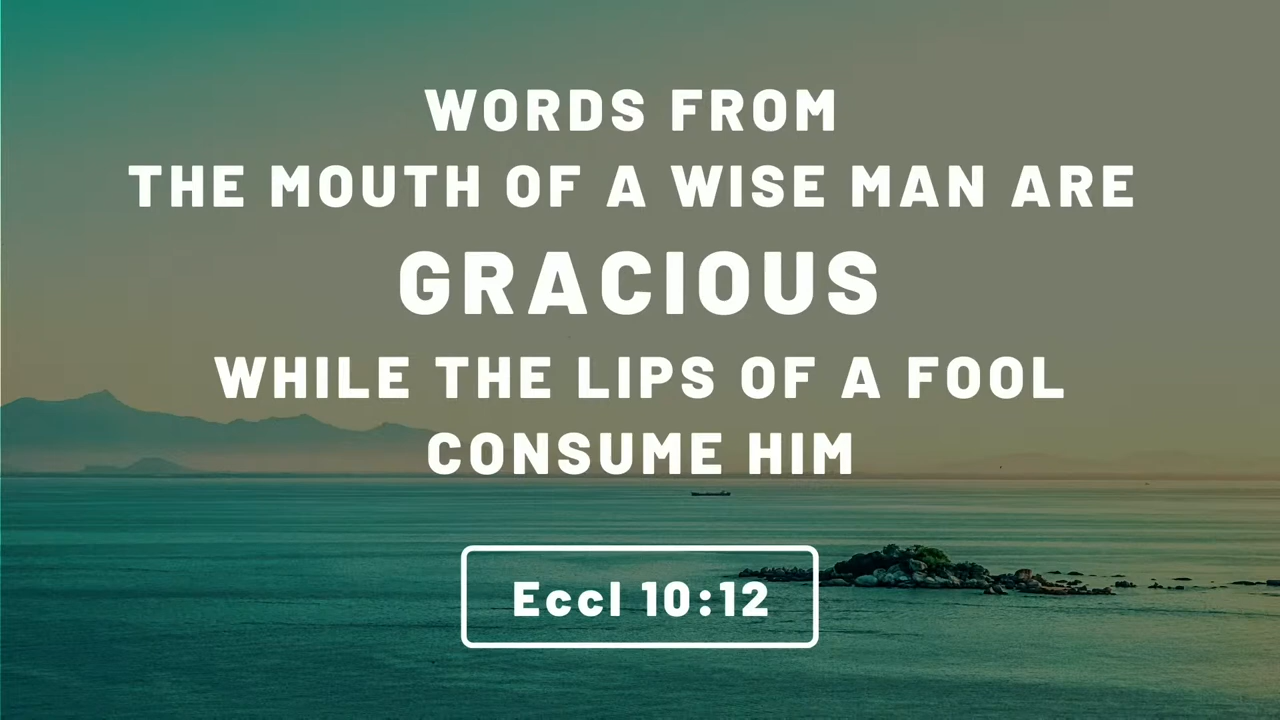 WORDS FROM
THE MOUTH OF A WISE MAN ARE
GRACIOUS
WHILE THE LIPS OF A FOOL
CONSUME HIM
Eccl 10:12